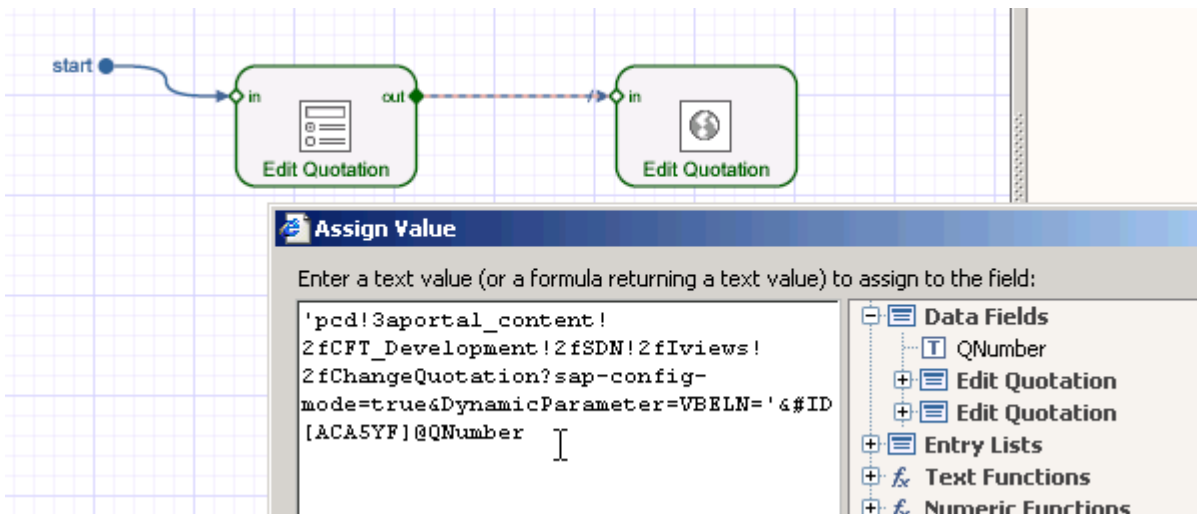 start
in
out
in
Edit Quotation
Edit Quotation
Assign Value
Enter a text value (or a formula returning a text value) to assign to the field:
'pcd!3aportal_content!
2fCFT_Development!2fSDN!2fIviews!
2fChangeQuotation?sap-config-
mode=true&DynamicParameter=VBELN='&#ID
[ACA5YF]@QNumber
Data Fields
T QNumber
Edit Quotation
Edit Quotation
Entry Lists
fx Text Functions
fx Numeric Functions